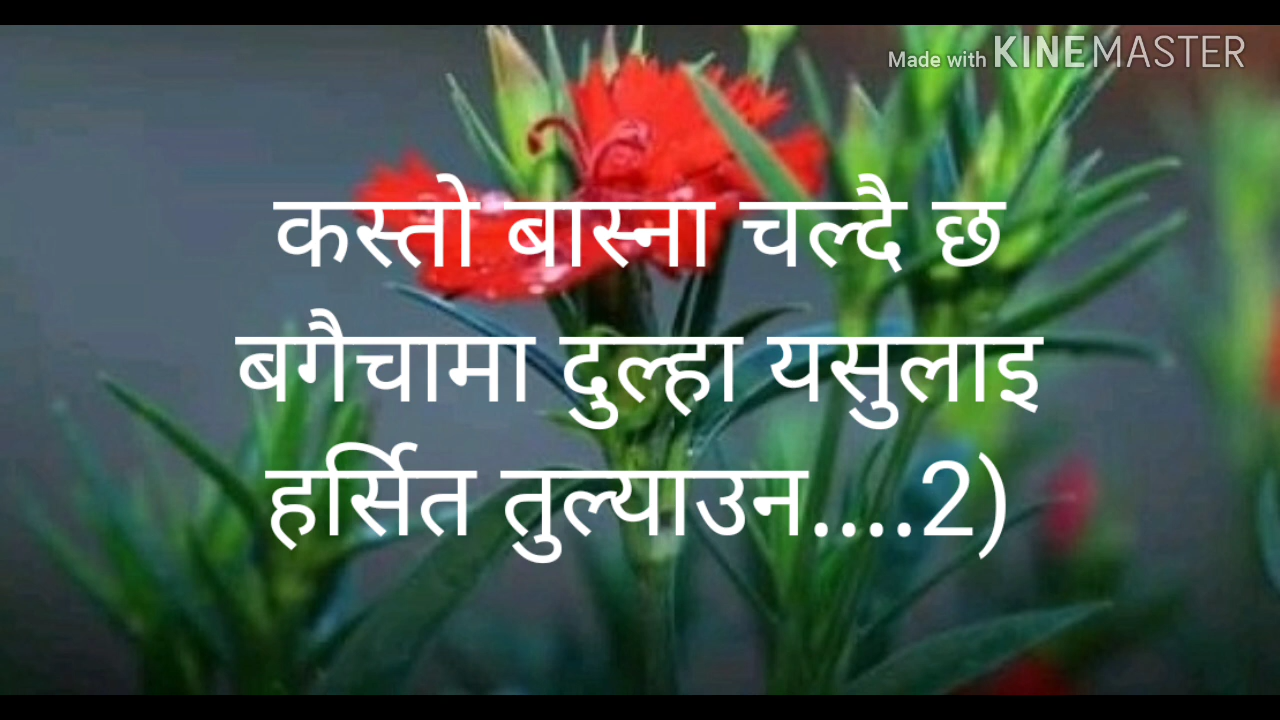 Made with KINEMASTER
कस्तो बास्ना चल्दै छ
बगैचामा दुल्हा यसुलाइ
हर्सित तुल्याउन....2)